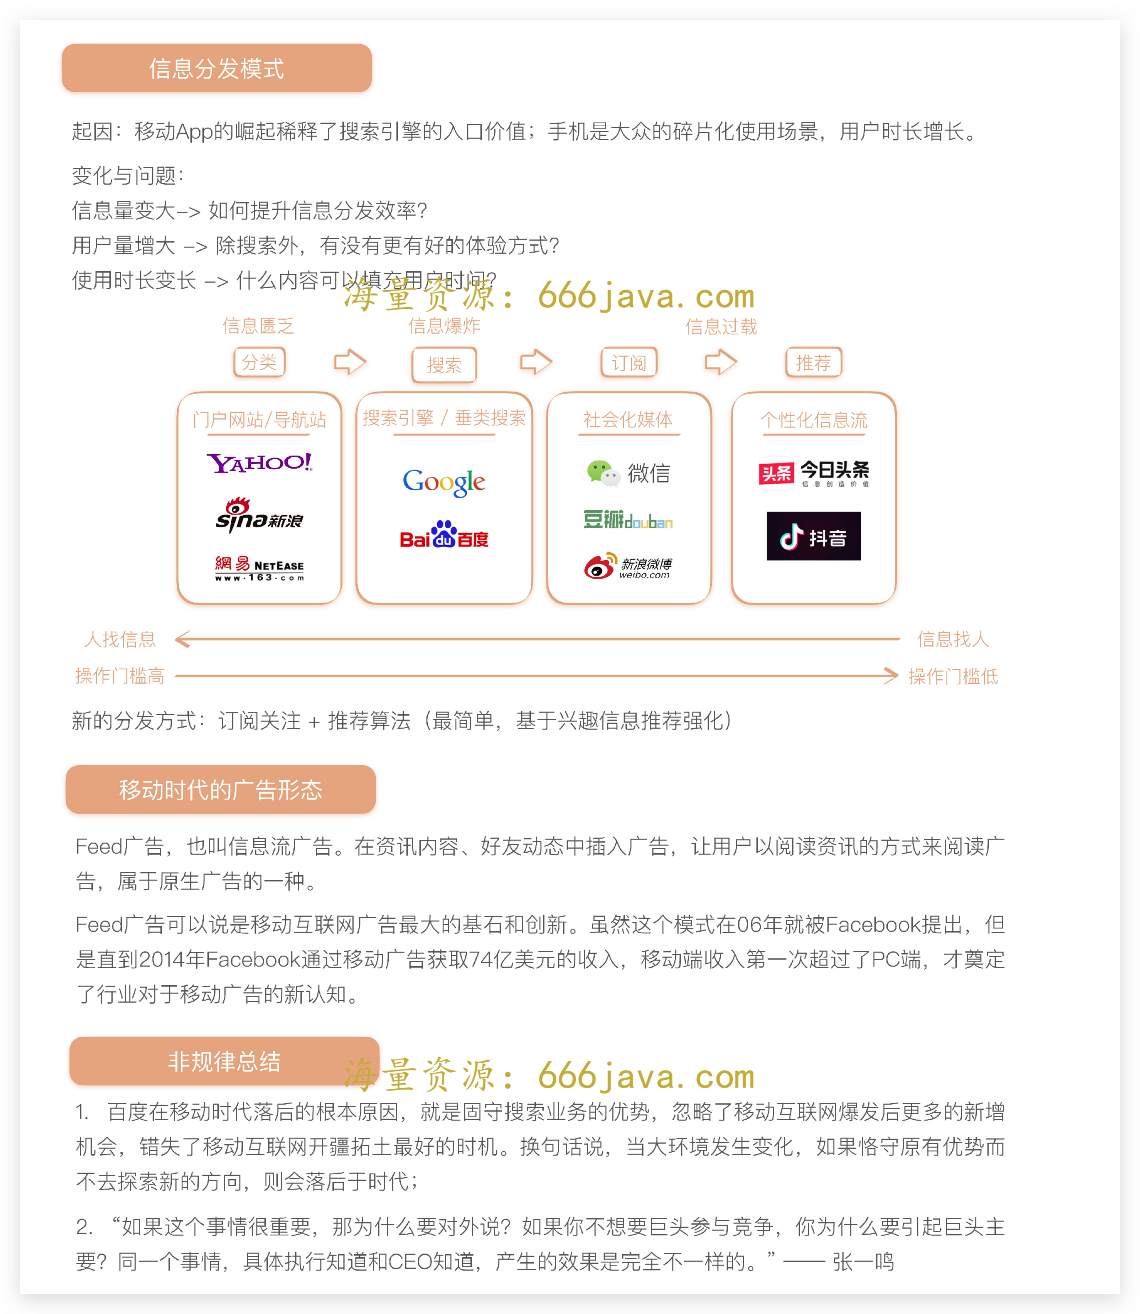 信息分发模式
起因：移动App的崛起稀释了搜索引擎的入口价值；手机是大众的碎片化使用场景，用户时长增长。
变化与问题：
信息量变大-> 如何提升信息分发效率？
用户量增大 -> 除搜索外，有没有更有好的体验方式？
使用时长变长 -> 什么内容可以填充用户时间？
海量资源：666java.com
信息匮乏 信息爆炸 信息过载
分类 搜索 订阅 推荐
门户网站/导航站 搜索引擎 / 垂类搜索 社会化媒体 个性化信息流
YAHOO!
sina新浪
網易 NETEASE
www.163.com
Google
Bai du 百度
微信
豆瓣douban
新浪微博
weibo.com
头条 今日头条
信息创造价值
抖音
人找信息 信息找人
操作门槛高 操作门槛低
新的分发方式：订阅关注 + 推荐算法（最简单，基于兴趣信息推荐强化）
移动时代的广告形态
Feed广告，也叫信息流广告。在资讯内容、好友动态中插入广告，让用户以阅读资讯的方式来阅读广
告，属于原生广告的一种。
Feed广告可以说是移动互联网广告最大的基石和创新。虽然这个模式在06年就被Facebook提出，但
是直到2014年Facebook通过移动广告获取74亿美元的收入，移动端收入第一次超过了PC端，才奠定
了行业对于移动广告的新认知。
非规律总结
海量资源：666java.com
1. 百度在移动时代落后的根本原因，就是固守搜索业务的优势，忽略了移动互联网爆发后更多的新增
机会，错失了移动互联网开疆拓土最好的时机。换句话说，当大环境发生变化，如果恪守原有优势而
不去探索新的方向，则会落后于时代；
2. “如果这个事情很重要，那为什么要对外说？如果你不想要巨头参与竞争，你为什么要引起巨头主
要？同一个事情，具体执行知道和CEO知道，产生的效果是完全不一样的。” —— 张一鸣